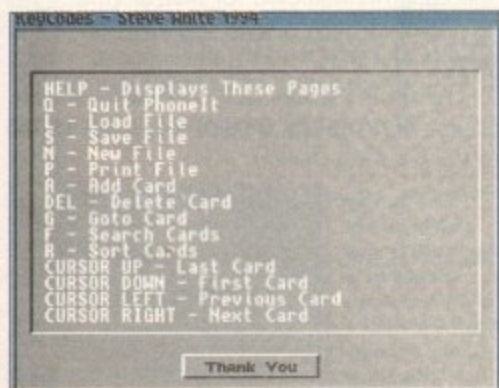 KeyCodes - Steve White 1994
HELP - Displays These Pages
Q - Quit PhoneIt
L - Load File
S - Save File
N - New File
P - Print File
A - Add Card
DEL - Delete Card
G - Goto Card
F - Search Cards
R - Sort Cards
CURSOR UP - Last Card
CURSOR DOWN - First Card
CURSOR LEFT - Previous Card
CURSOR RIGHT - Next Card
Thank You